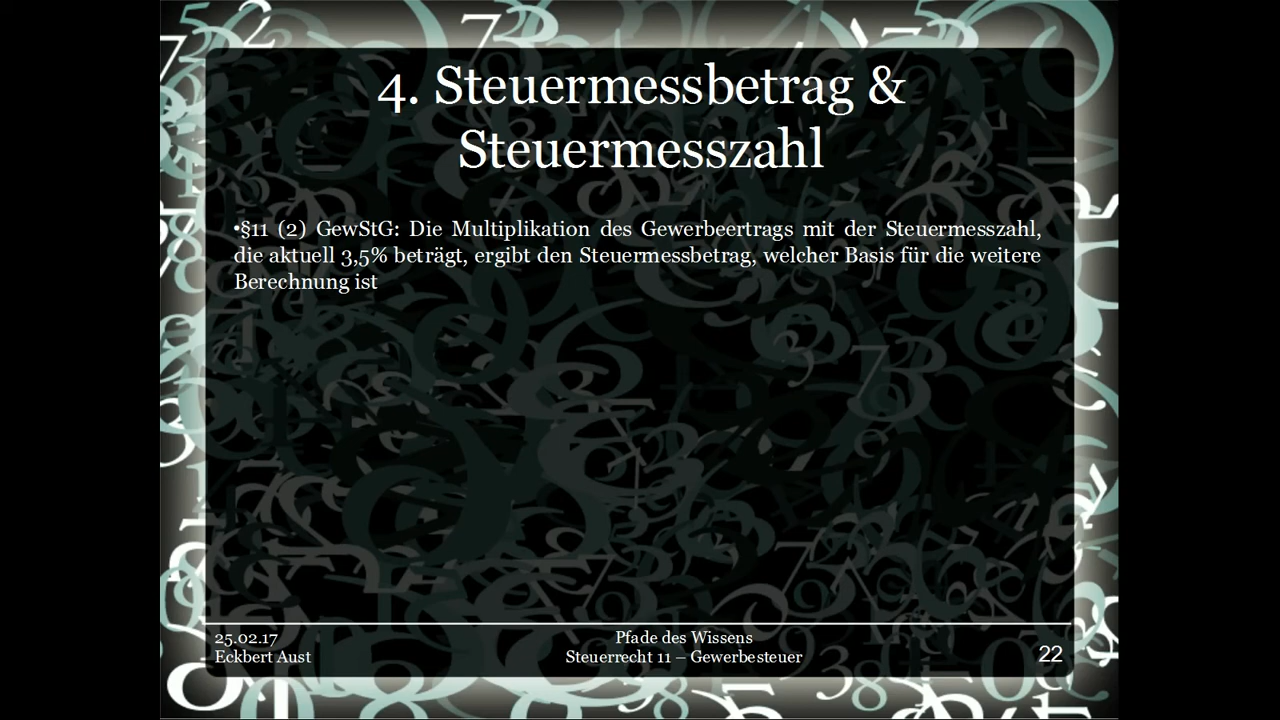 4. Steuermessbetrag &
Steuermesszahl
•§11 (2) GewStG: Die Multiplikation des Gewerbeertrags mit der Steuermesszahl,
die aktuell 3,5% beträgt, ergibt den Steuermessbetrag, welcher Basis für die weitere
Berechnung ist
25.02.17
Eckbert Aust
Pfade des Wissens
Steuerrecht 11 – Gewerbesteuer
22